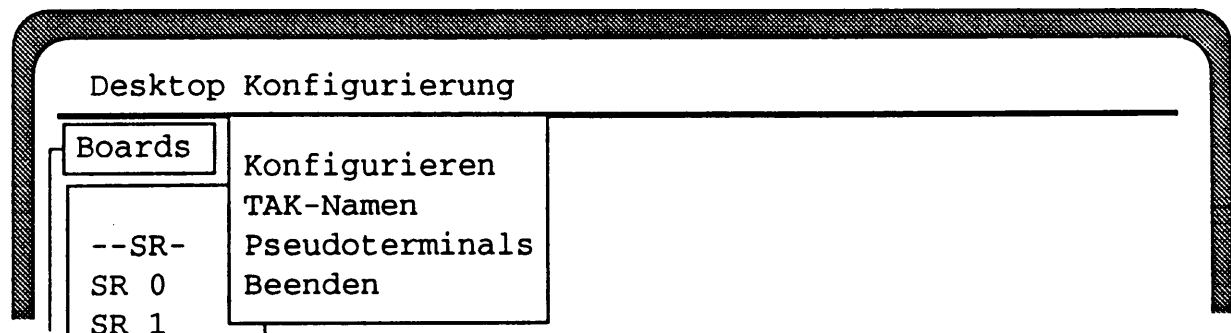 Desktop Konfigurierung
Boards
Konfigurieren
TAK-Namen
--SR- Pseudoterminals
SR 0 Beenden
SR 1